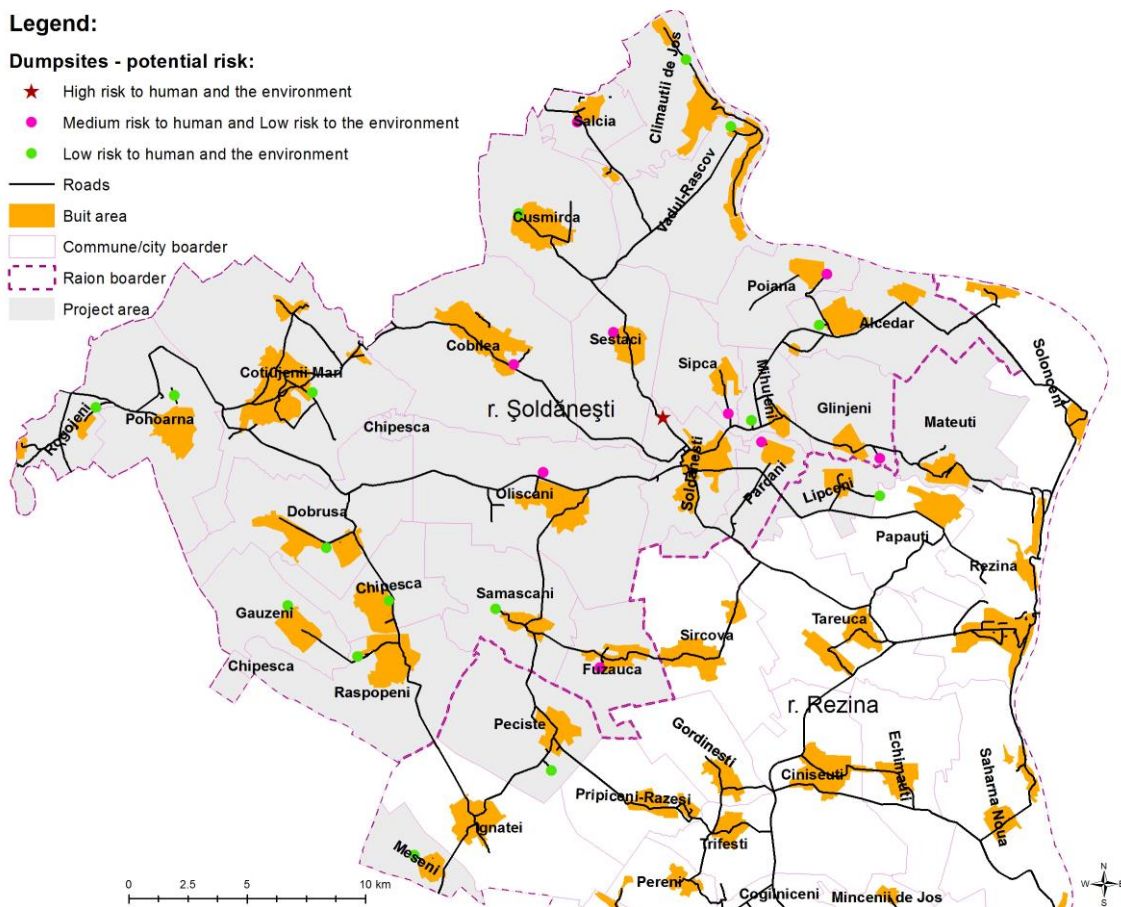 Legend:
Dumpsites - potential risk:
High risk to human and the environment
Medium risk to human and Low risk to the environment
Low risk to human and the environment
Roads
Buit area
Commune/city boarder
Raion boarder
Project area
Climautii de Jos
Salcia
Vadul-Rascov
Cusmirca
Poiana
Alcedar
Cobilea
Sestaci
Sipca
Mihuleni
Solonceni
Cotiujenii Mari
r. Şoldăneşti
Glinjeni
Mateuti
Rogojeni
Pohoarna
Chipesca
Soldanesti
Parcani
Lipceni
Oliscani
Dobrusa
Papauti
Rezina
Chipesca
Samascani
Gauzeni
Sircova
Tareuca
Chipesca
Raspopeni
Fuzauca
r. Rezina
Peciste
Gordinesti
Echimauti
Saharna Noua
Ciniseuti
Pripiceni-Razesi
Ignatei
Trifesti
Meseni
Pereni
Cogilniceni
Mincenii de Jos
0 2.5 5 10 km
N
W E
S